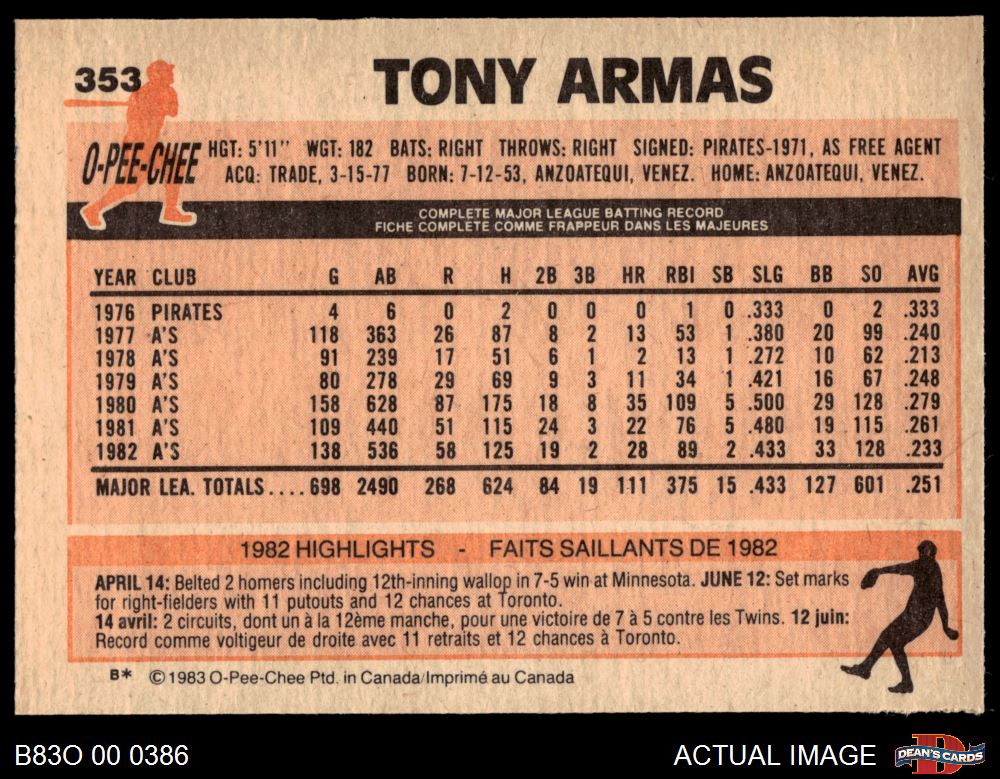 353
TONY ARMAS
O-PEE-CHEE
HGT: 5'11" WGT: 182 BATS: RIGHT THROWS: RIGHT SIGNED: PIRATES-1971, AS FREE AGENT
ACQ: TRADE, 3-15-77 BORN: 7-12-53, ANZOATEQUI, VENEZ. HOME: ANZOATEQUI, VENEZ.
COMPLETE MAJOR LEAGUE BATTING RECORD
FICHE COMPLÈTE COMME FRAPPEUR DANS LES MAJEURES
YEAR CLUB G AB R H 2B 3B HR RBI SB SLG BB SO AVG
1976 PIRATES 4 6 0 2 0 0 0 1 0 .333 0 2 .333
1977 A'S 118 363 26 87 8 2 13 53 1 .380 20 99 .240
1978 A'S 91 239 17 51 6 1 2 13 1 .272 10 62 .213
1979 A'S 80 278 29 69 9 3 11 34 1 .421 16 67 .248
1980 A'S 158 628 87 175 18 8 35 109 5 .500 29 128 .279
1981 A'S 109 440 51 115 24 3 22 76 5 .480 19 115 .261
1982 A'S 138 536 58 125 19 2 28 89 2 .433 33 128 .233
MAJOR LEA. TOTALS.... 698 2490 268 624 84 19 111 375 15 .433 127 601 .251
1982 HIGHLIGHTS - FAITS SAILLANTS DE 1982
APRIL 14: Belted 2 homers including 12th-inning wallop in 7-5 win at Minnesota. JUNE 12: Set marks
for right-fielders with 11 putouts and 12 chances at Toronto.
14 avril: 2 circuits, dont un à la 12ème manche, pour une victoire de 7 à 5 contre les Twins. 12 juin:
Record comme voltigeur de droite avec 11 retraits et 12 chances à Toronto.
B* © 1983 O-Pee-Chee Ptd. in Canada/Imprimé au Canada
B83O 00 0386
ACTUAL IMAGE
DEAN'S CARDS